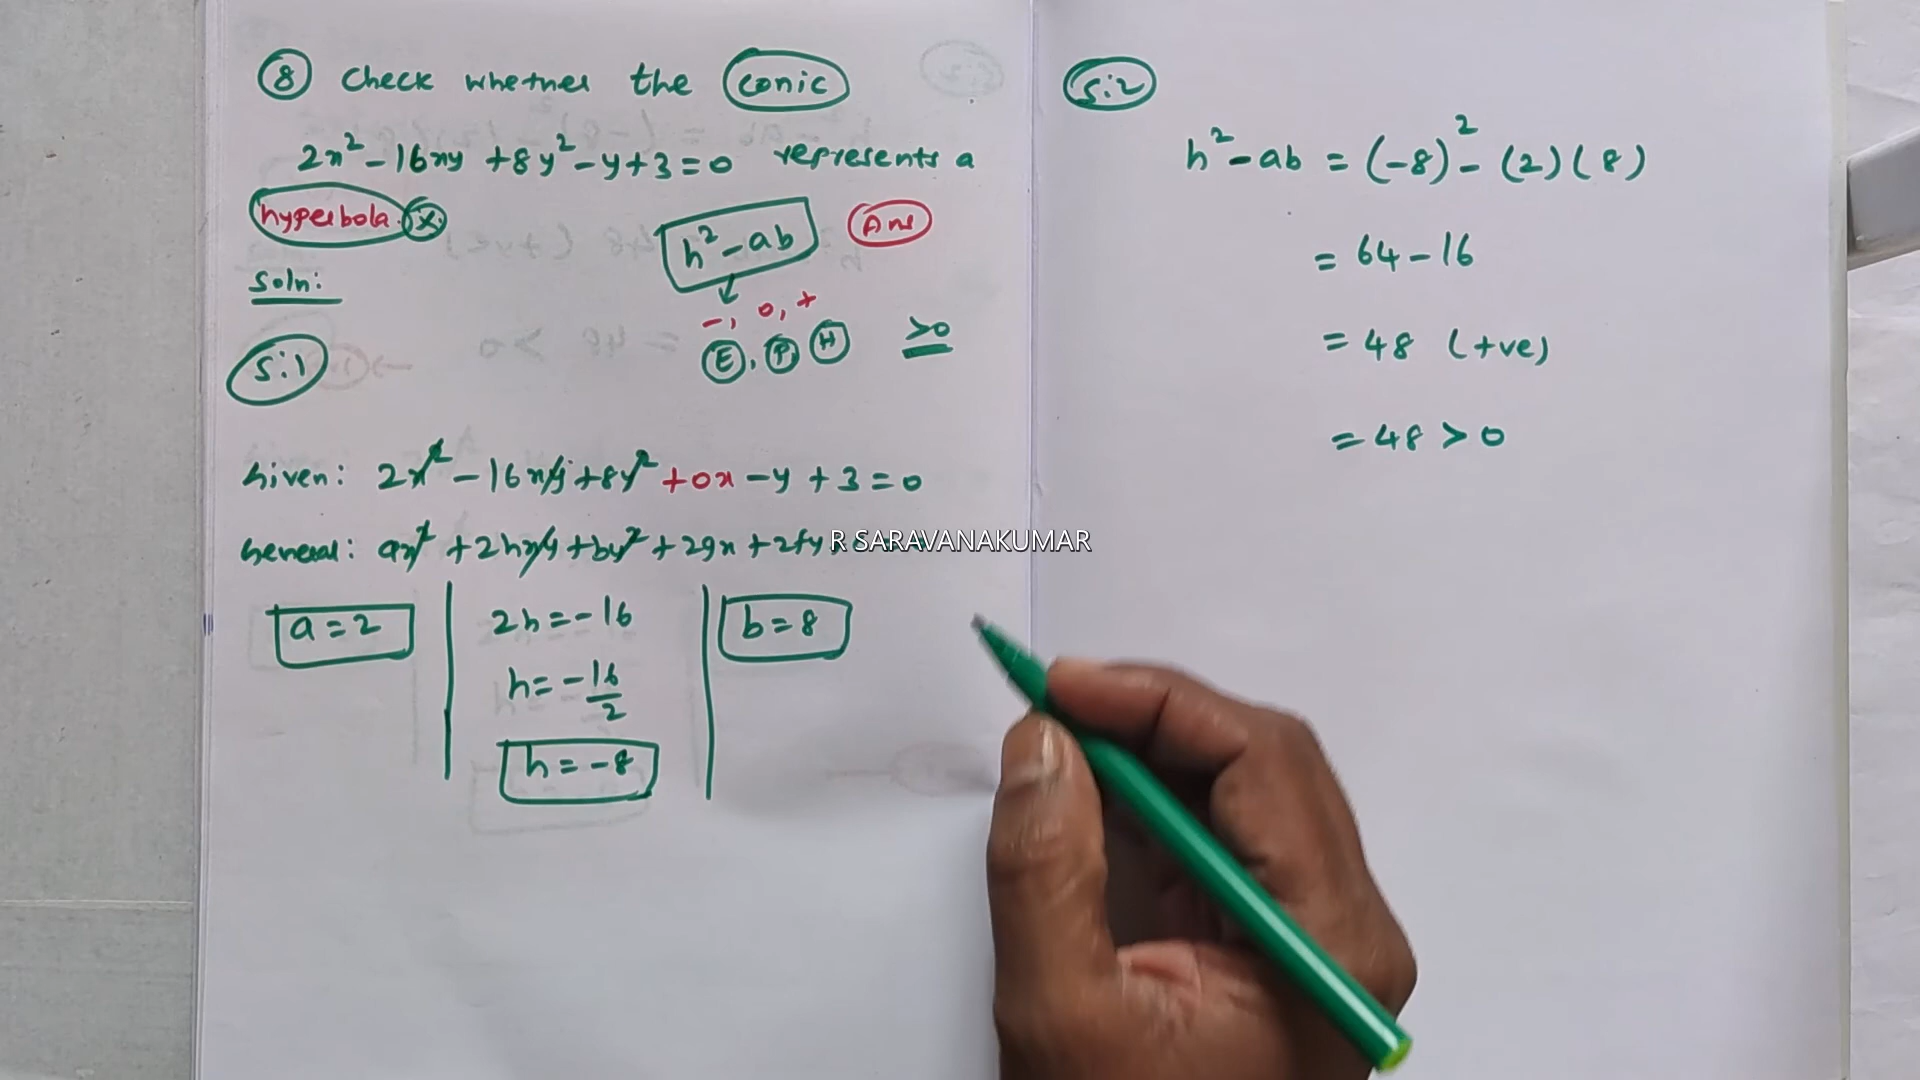 8 Check whether the conic
2x² - 16xy + 8y² - y + 3 = 0 represents a
hyperbola. x
h² - ab Ans
Soln:
-, 0, +
E, P, H >0
S:1
Given: 2x² - 16xy + 8y² + 0x - y + 3 = 0
General: ax² + 2hxy + by² + 2gx + 2fy
R SARAVANAKUMAR
a = 2
2h = -16
b = 8
h = -16/2
h = -8
S:2
h² - ab = (-8)² - (2)(8)
= 64 - 16
= 48 (+ve)
= 48 > 0